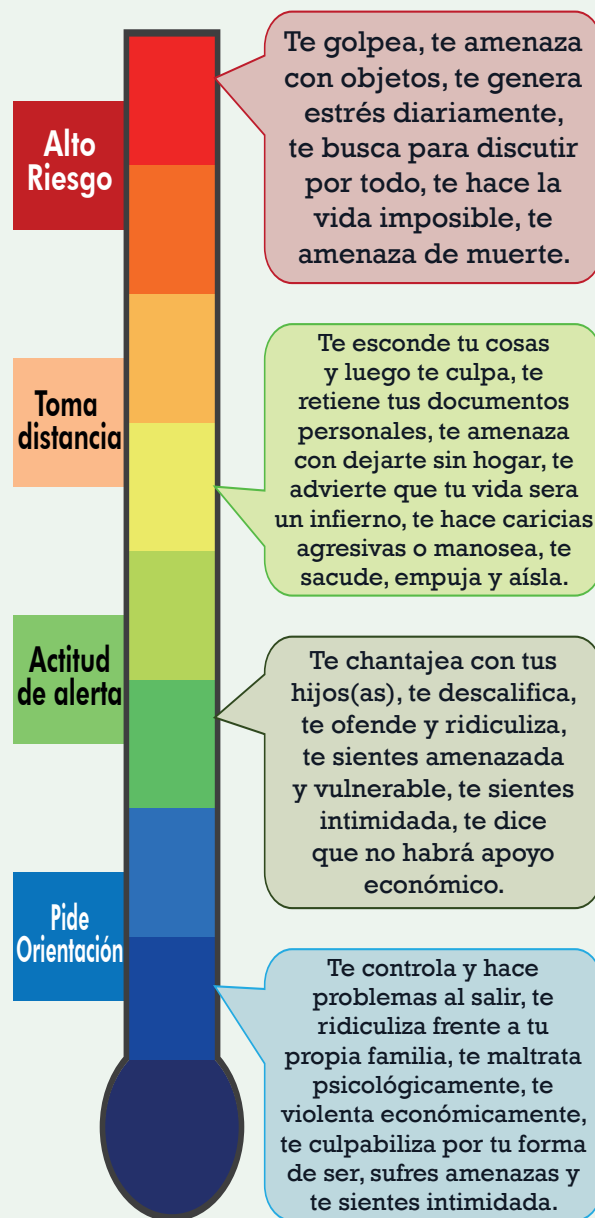 Alto
Riesgo
Te golpea, te amenaza
con objetos, te genera
estrés diariamente,
te busca para discutir
por todo, te hace la
vida imposible, te
amenaza de muerte.
Toma
distancia
Te esconde tu cosas
y luego te culpa, te
retiene tus documentos
personales, te amenaza
con dejarte sin hogar, te
advierte que tu vida sera
un infierno, te hace caricias
agresivas o manosea, te
sacude, empuja y aísla.
Actitud
de alerta
Te chantajea con tus
hijos(as), te descalifica,
te ofende y ridiculiza,
te sientes amenazada
y vulnerable, te sientes
intimidada, te dice
que no habrá apoyo
económico.
Pide
Orientación
Te controla y hace
problemas al salir, te
ridiculiza frente a tu
propia familia, te maltrata
psicológicamente, te
violenta económicamente,
te culpabiliza por tu forma
de ser, sufres amenazas y
te sientes intimidada.